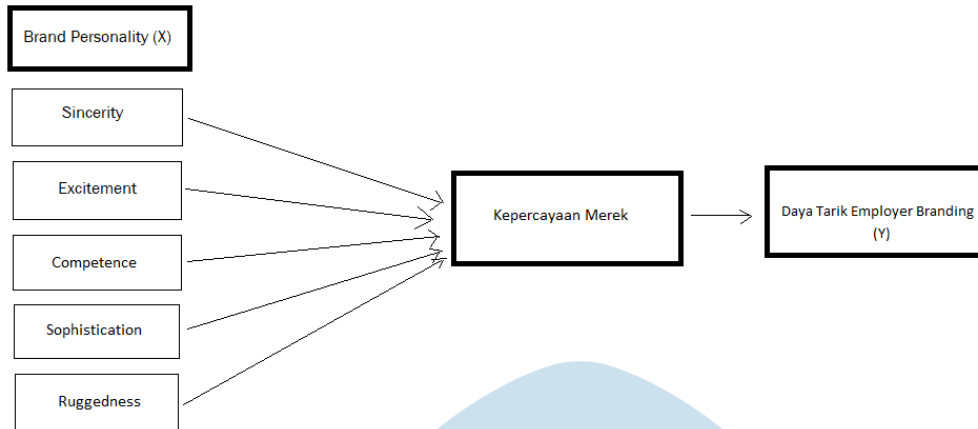 Brand Personality (X)
Sincerity
Excitement
Competence
Sophistication
Ruggedness
Kepercayaan Merek
Daya Tarik Employer Branding
(Y)